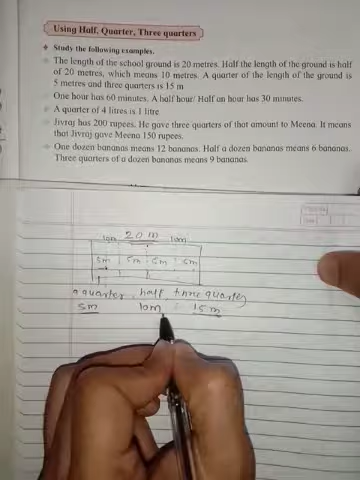 Using Half, Quarter, Three quarters
Study the following examples.
The length of the school ground is 20 metres. Half the length of the ground is half
of 20 metres, which means 10 metres. A quarter of the length of the ground is
5 metres and three quarters is 15 m
One hour has 60 minutes. A half hour/ Half an hour has 30 minutes.
A quarter of 4 litres is 1 litre
Jivraj has 200 rupees. He gave three quarters of that amount to Meena. It means
that Jivraj gave Meena 150 rupees.
One dozen bananas means 12 bananas. Half a dozen bananas means 6 bananas.
Three quarters of a dozen bananas means 9 bananas.
10m 20 m 10m
5m 5m 5m 5m
a quarter, half three quarter
5m 10m 15 m